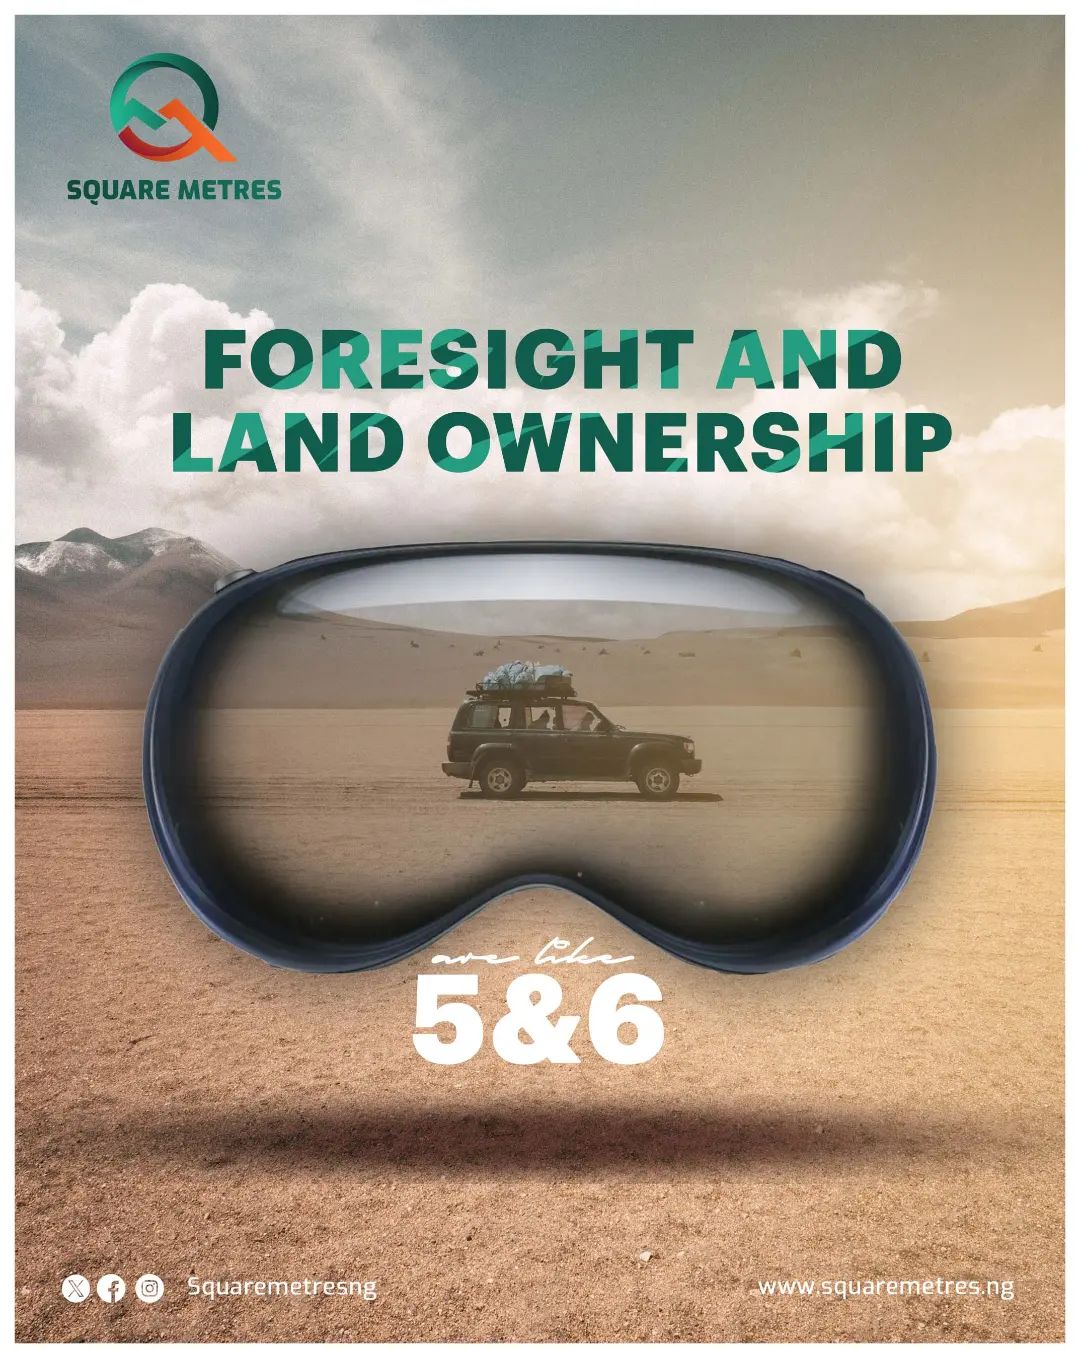 SQUARE METRES
FORESIGHT AND
LAND OWNERSHIP
are like
5&6
Squaremetresng
www.squaremetres.ng